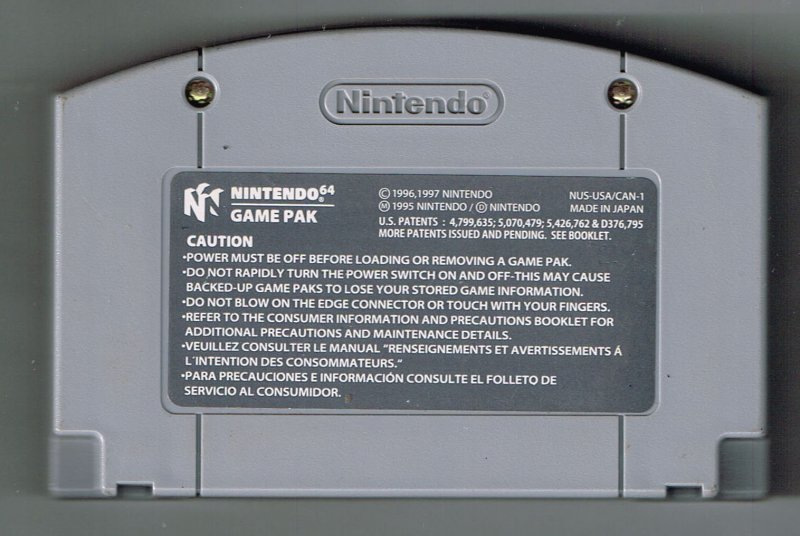 Nintendo®
NINTENDO®64
GAME PAK
© 1996,1997 NINTENDO
Ⓜ 1995 NINTENDO / Ⓓ NINTENDO
NUS-USA/CAN-1
MADE IN JAPAN
U.S. PATENTS : 4,799,635; 5,070,479; 5,426,762 & D376,795
MORE PATENTS ISSUED AND PENDING. SEE BOOKLET.
CAUTION
•POWER MUST BE OFF BEFORE LOADING OR REMOVING A GAME PAK.
•DO NOT RAPIDLY TURN THE POWER SWITCH ON AND OFF-THIS MAY CAUSE
BACKED-UP GAME PAKS TO LOSE YOUR STORED GAME INFORMATION.
•DO NOT BLOW ON THE EDGE CONNECTOR OR TOUCH WITH YOUR FINGERS.
•REFER TO THE CONSUMER INFORMATION AND PRECAUTIONS BOOKLET FOR
ADDITIONAL PRECAUTIONS AND MAINTENANCE DETAILS.
•VEUILLEZ CONSULTER LE MANUAL "RENSEIGNEMENTS ET AVERTISSEMENTS Á
L'INTENTION DES CONSOMMATEURS."
•PARA PRECAUCIONES E INFORMACIÓN CONSULTE EL FOLLETO DE
SERVICIO AL CONSUMIDOR.